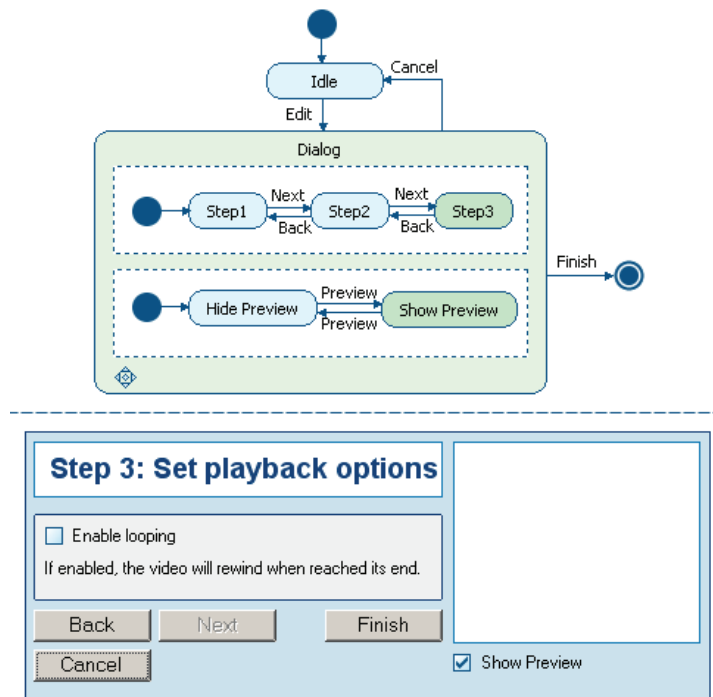 Idle
Cancel
Edit
Dialog
Step1
Next
Back
Step2
Next
Back
Step3
Finish
Hide Preview
Preview
Preview
Show Preview
Step 3: Set playback options
Enable looping
If enabled, the video will rewind when reached its end.
Back Next Finish
Cancel
Show Preview